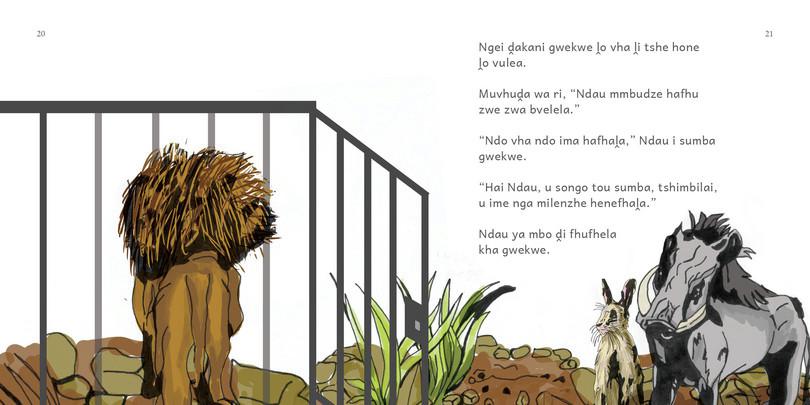 20
21
Ngei ḓakani gwekwe ḽo vha ḽi tshe hone
ḽo vulea.
Muvhuḓa wa ri, “Ndau mmbudze hafhu
zwe zwa bvelela.”
“Ndo vha ndo ima hafhaḽa,” Ndau i sumba
gwekwe.
“Hai Ndau, u songo tou sumba, tshimbilai,
u ime nga milenzhe henefhaḽa.”
Ndau ya mbo ḓi fhufhela
kha gwekwe.